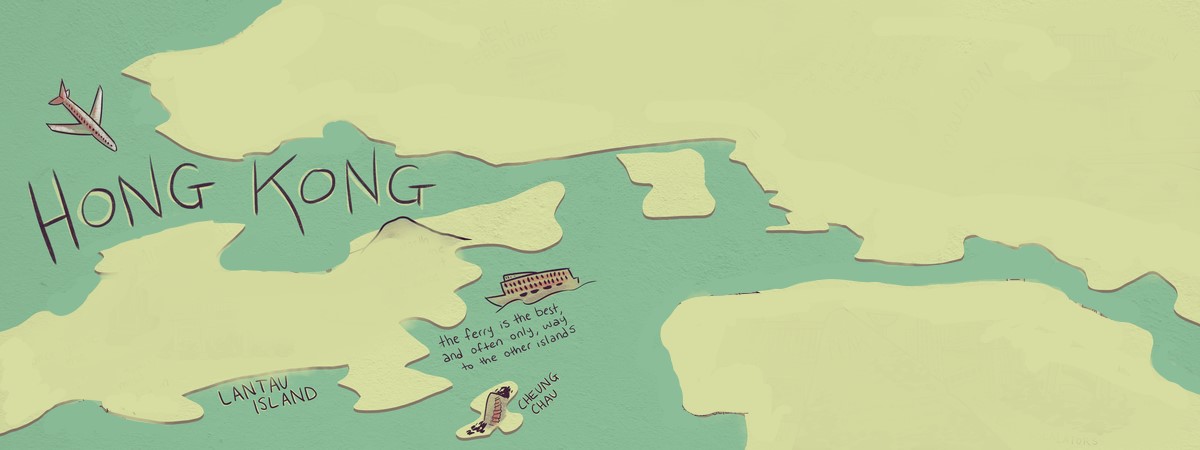 HONG KONG
the ferry is the best,
and often only, way
to the other islands
LANTAU
ISLAND
CHEUNG
CHAU